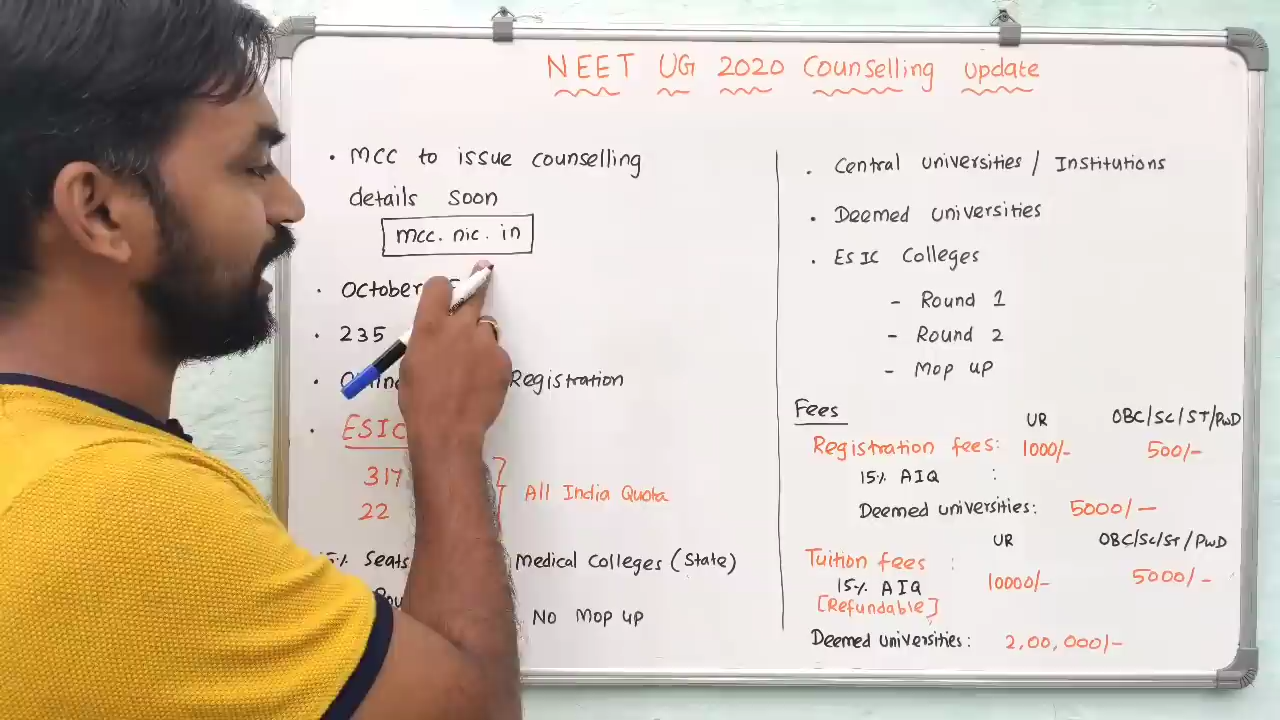 NEET UG 2020 Counselling update
• MCC to issue counselling
details soon
mcc.nic.in
• October
• 235
• Registration
• ESIC
317
22
All India Quota
Seats medical Colleges (State)
No Mop up
• Central universities / Institutions
• Deemed universities
• ESIC Colleges
- Round 1
- Round 2
- Mop up
Fees
UR OBC/SC/ST/PwD
Registration fees: 1000/- 500/-
15% AIQ :
Deemed universities: 5000/-
UR OBC/SC/ST/PwD
Tuition fees :
15% AIQ 10000/- 5000/-
[Refundable]
Deemed universities: 2,00,000/-